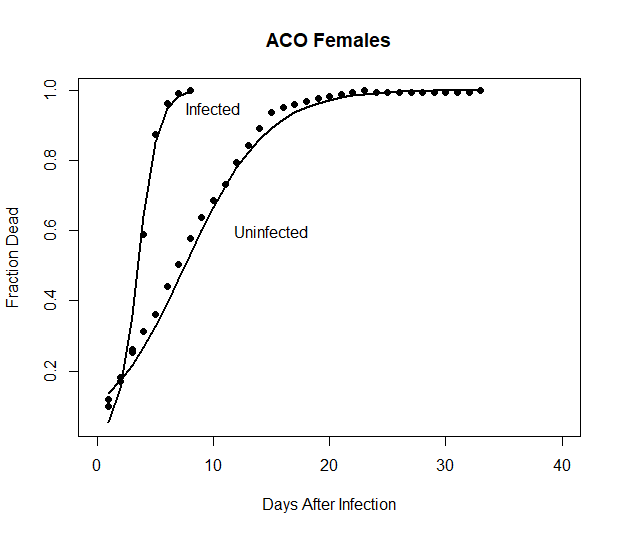 ACO Females
1.0
0.8
0.6
0.4
0.2
Fraction Dead
Infected
Uninfected
0 10 20 30 40
Days After Infection